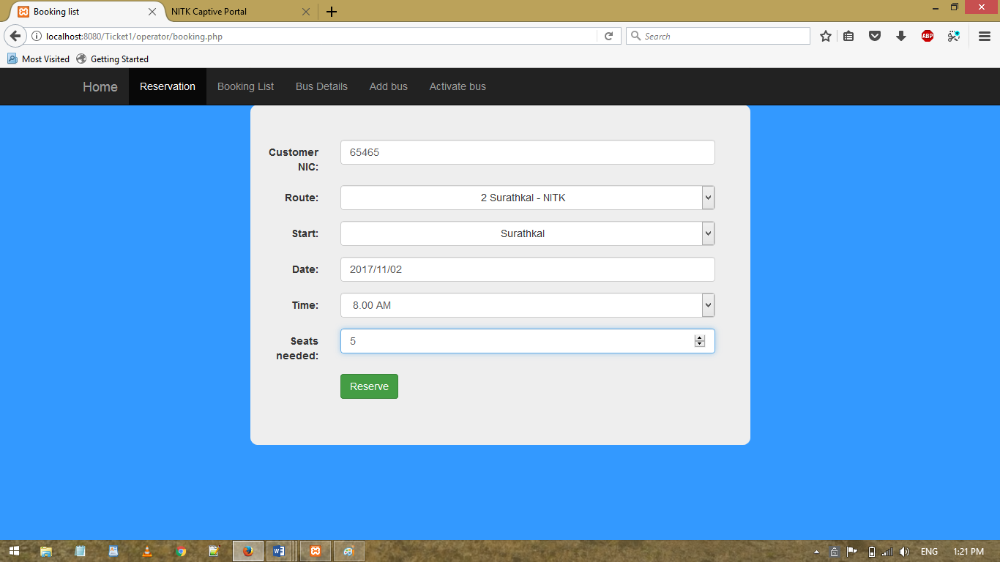 Booking list
NITK Captive Portal
localhost:8080/Ticket1/operator/booking.php
Search
ABP
Most Visited
Getting Started
Home
Reservation
Booking List
Bus Details
Add bus
Activate bus
Customer
NIC:
65465
Route:
2 Surathkal - NITK
Start:
Surathkal
Date:
2017/11/02
Time:
8.00 AM
Seats
needed:
5
Reserve
ENG
1:21 PM